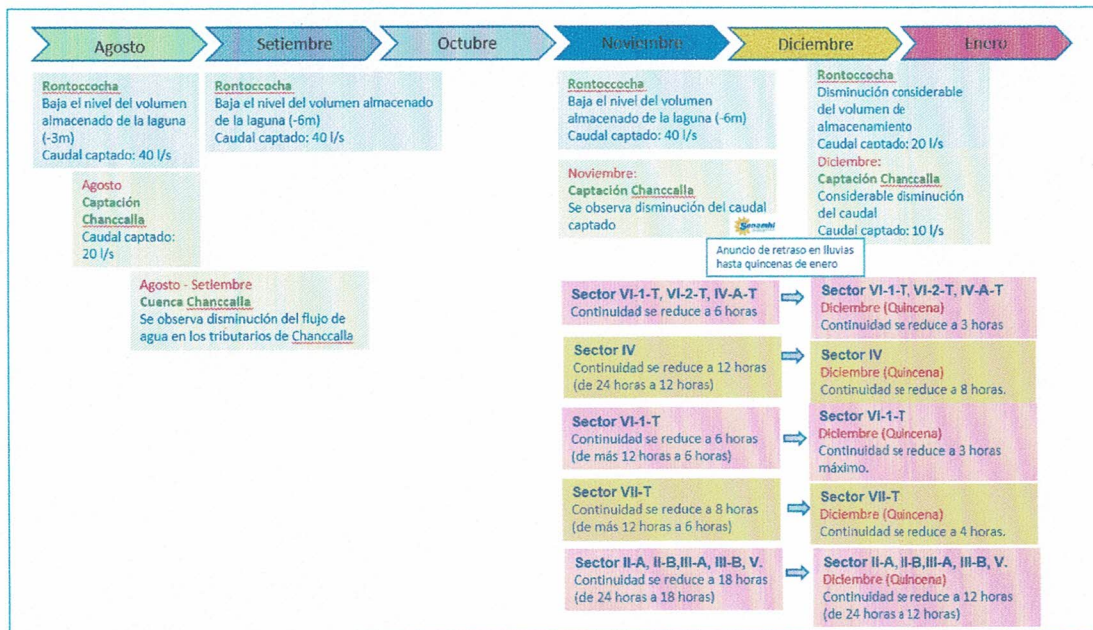 Agosto
Setiembre
Octubre
Noviembre
Diciembre
Enero
Rontoccocha
Baja el nivel del volumen
almacenado de la laguna
(-3m)
Caudal captado: 40 l/s
Rontoccocha
Baja el nivel del volumen almacenado
de la laguna (-6m)
Caudal captado: 40 l/s
Rontoccocha
Baja el nivel del volumen
almacenado de la laguna (-6m)
Caudal captado: 40 l/s
Rontoccocha
Disminución considerable
del volumen de
almacenamiento
Caudal captado: 20 l/s
Agosto
Captación
Chanccalla
Caudal captado:
20 l/s
Noviembre:
Captación Chanccalla
Se observa disminución del caudal
captado
Diciembre:
Captación Chanccalla
Considerable disminución
del caudal
Caudal captado: 10 l/s
Senamhi
Anuncio de retraso en lluvias
hasta quincenas de enero
Agosto - Setiembre
Cuenca Chanccalla
Se observa disminución del flujo de
agua en los tributarios de Chanccalla
Sector VI-1-T, VI-2-T, IV-A-T
Continuidad se reduce a 6 horas
Sector VI-1-T, VI-2-T, IV-A-T
Diciembre (Quincena)
Continuidad se reduce a 3 horas
Sector IV
Continuidad se reduce a 12 horas
(de 24 horas a 12 horas)
Sector IV
Diciembre (Quincena)
Continuidad se reduce a 8 horas.
Sector VI-1-T
Continuidad se reduce a 6 horas
(de más 12 horas a 6 horas)
Sector VI-1-T
Diciembre (Quincena)
Continuidad se reduce a 3 horas
máximo.
Sector VII-T
Continuidad se reduce a 8 horas
(de más 12 horas a 6 horas)
Sector VII-T
Diciembre (Quincena)
Continuidad se reduce a 4 horas.
Sector II-A, II-B,III-A, III-B, V.
Continuidad se reduce a 18 horas
(de 24 horas a 18 horas)
Sector II-A, II-B,III-A, III-B, V.
Diciembre (Quincena)
Continuidad se reduce a 12 horas
(de 24 horas a 12 horas)